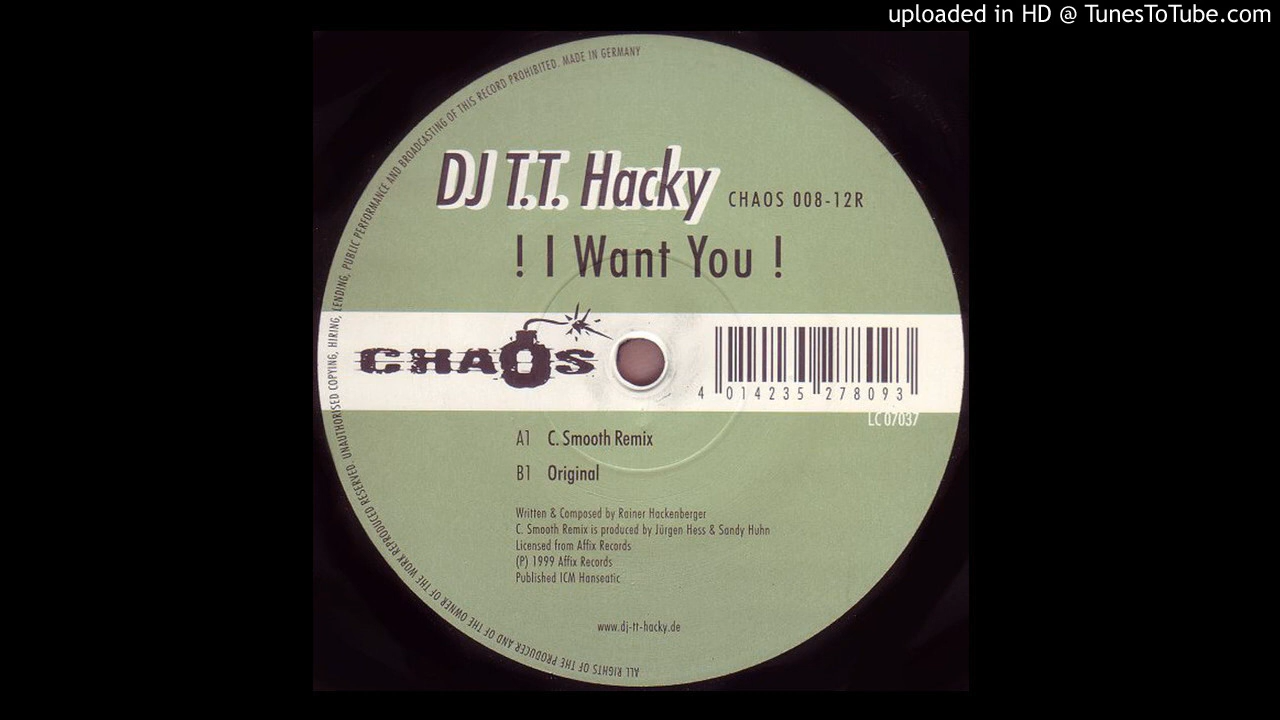 uploaded in HD @ TunesToTube.com
ALL RIGHTS OF THE PRODUCER AND OF THE OWNER OF THE WORK REPRODUCED RESERVED. UNAUTHORISED COPYING, HIRING, LENDING, PUBLIC PERFORMANCE AND BROADCASTING OF THIS RECORD PROHIBITED. MADE IN GERMANY
DJ T.T. Hacky CHAOS 008-12R
! I Want You !
CHAOS
4 014235 278093
LC 07037
A1 C. Smooth Remix
B1 Original
Written & Composed by Rainer Hackenberger
C. Smooth Remix is produced by Jürgen Hess & Sandy Huhn
Licensed from Affix Records
(P) 1999 Affix Records
Published ICM Hanseatic
www.dj-tt-hacky.de